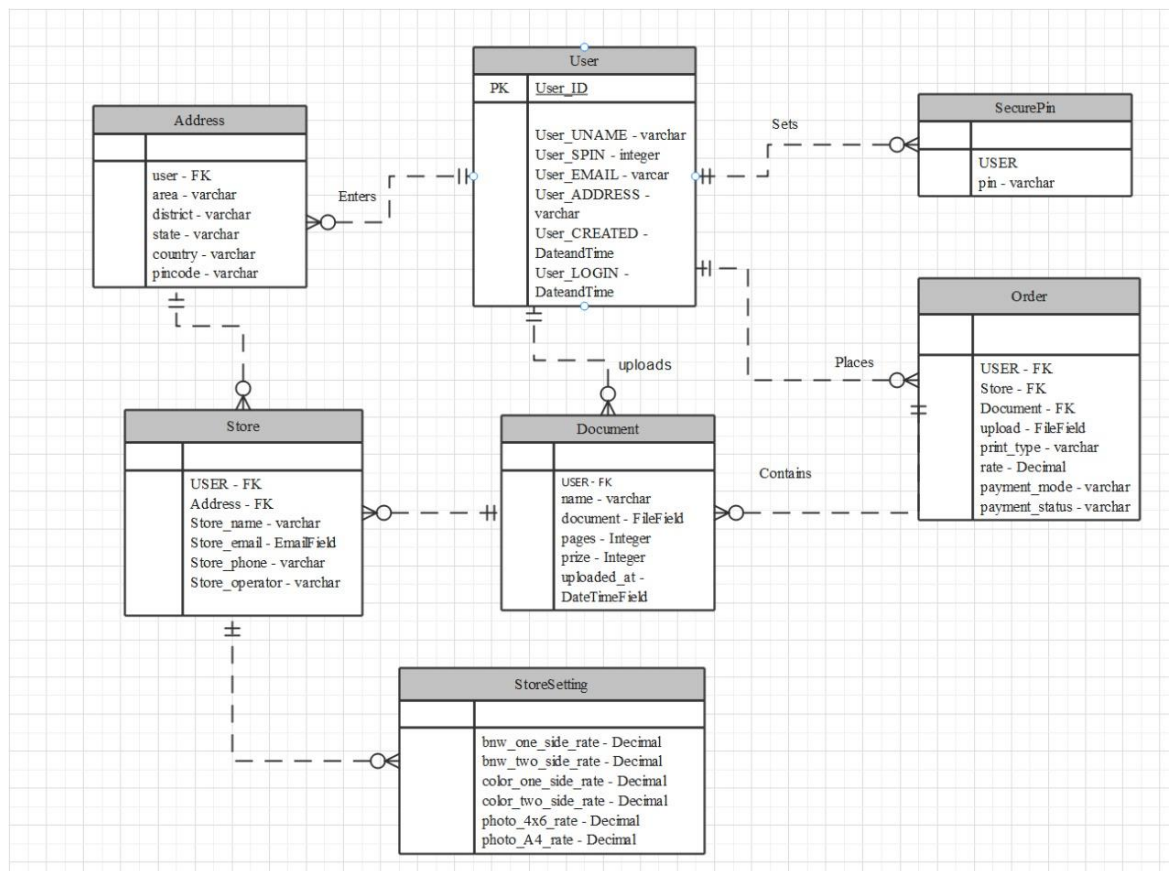 User
PK User_ID
User_UNAME - varchar
User_SPIN - integer
User_EMAIL - varcar
User_ADDRESS -
varchar
User_CREATED -
DateandTime
User_LOGIN -
DateandTime
Address
user - FK
area - varchar
district - varchar
state - varchar
country - varchar
pincode - varchar
Enters
Sets
SecurePin
USER
pin - varchar
Places
Order
USER - FK
Store - FK
Document - FK
upload - FileField
print_type - varchar
rate - Decimal
payment_mode - varchar
payment_status - varchar
uploads
Store
USER - FK
Address - FK
Store_name - varchar
Store_email - EmailField
Store_phone - varchar
Store_operator - varchar
Document
USER - FK
name - varchar
document - FileField
pages - Integer
prize - Integer
uploaded_at -
DateTimeField
Contains
StoreSetting
bnw_one_side_rate - Decimal
bnw_two_side_rate - Decimal
color_one_side_rate - Decimal
color_two_side_rate - Decimal
photo_4x6_rate - Decimal
photo_A4_rate - Decimal